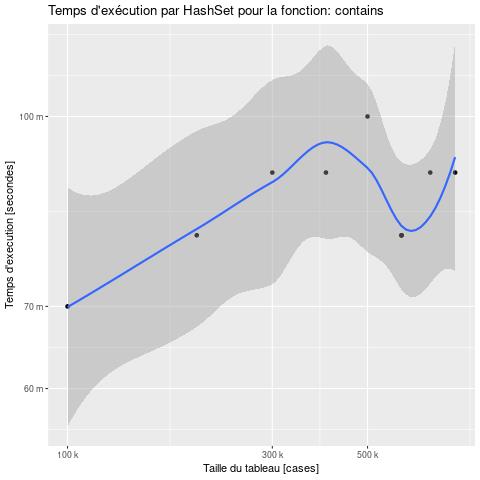 Temps d'exécution par HashSet pour la fonction: contains
Temps d'execution [secondes]
100 m
70 m
60 m
100 k
300 k
500 k
Taille du tableau [cases]